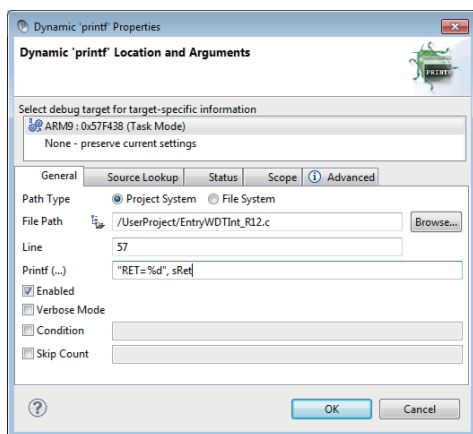 Dynamic 'printf' Properties
Dynamic 'printf' Location and Arguments
PRINTF
Select debug target for target-specific information
ARM9 : 0x57F438 (Task Mode)
None - preserve current settings
General Source Lookup Status Scope Advanced
Path Type Project System File System
File Path /UserProject/EntryWDTInt_R12.c Browse...
Line 57
Printf (...) "RET=%d", sRet
Enabled
Verbose Mode
Condition
Skip Count
? OK Cancel